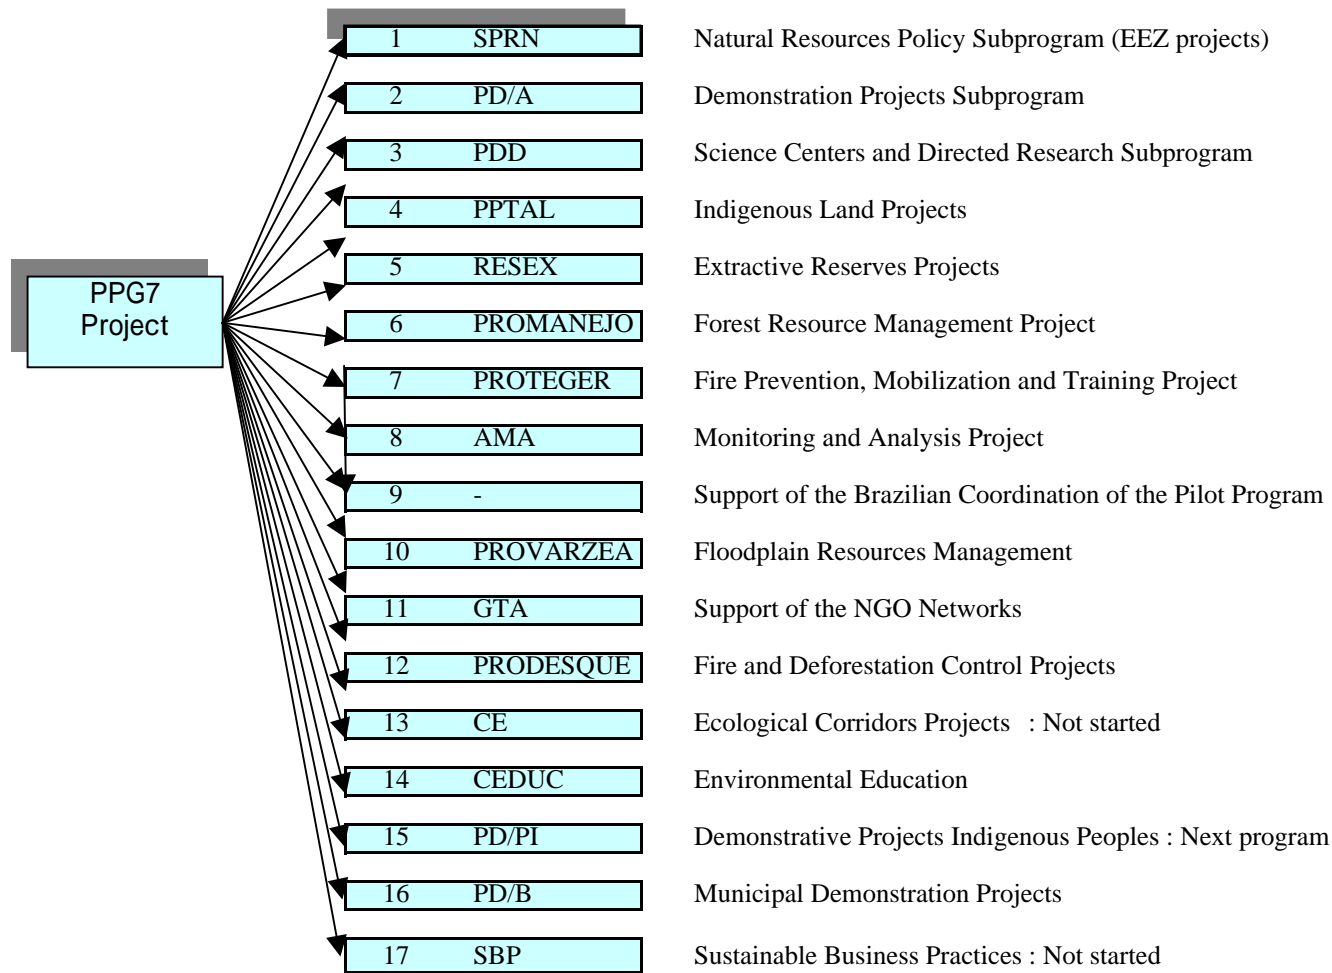 1 SPRN Natural Resources Policy Subprogram (EEZ projects)
2 PD/A Demonstration Projects Subprogram
3 PDD Science Centers and Directed Research Subprogram
4 PPTAL Indigenous Land Projects
5 RESEX Extractive Reserves Projects
PPG7
Project
6 PROMANEJO Forest Resource Management Project
7 PROTEGER Fire Prevention, Mobilization and Training Project
8 AMA Monitoring and Analysis Project
9 - Support of the Brazilian Coordination of the Pilot Program
10 PROVARZEA Floodplain Resources Management
11 GTA Support of the NGO Networks
12 PRODESQUE Fire and Deforestation Control Projects
13 CE Ecological Corridors Projects : Not started
14 CEDUC Environmental Education
15 PD/PI Demonstrative Projects Indigenous Peoples : Next program
16 PD/B Municipal Demonstration Projects
17 SBP Sustainable Business Practices : Not started